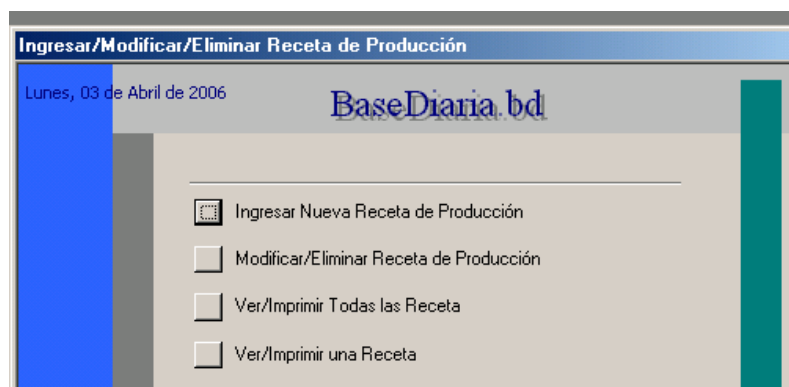 Ingresar/Modificar/Eliminar Receta de Producción
Lunes, 03 de Abril de 2006
BaseDiaria.bd
Ingresar Nueva Receta de Producción
Modificar/Eliminar Receta de Producción
Ver/Imprimir Todas las Receta
Ver/Imprimir una Receta